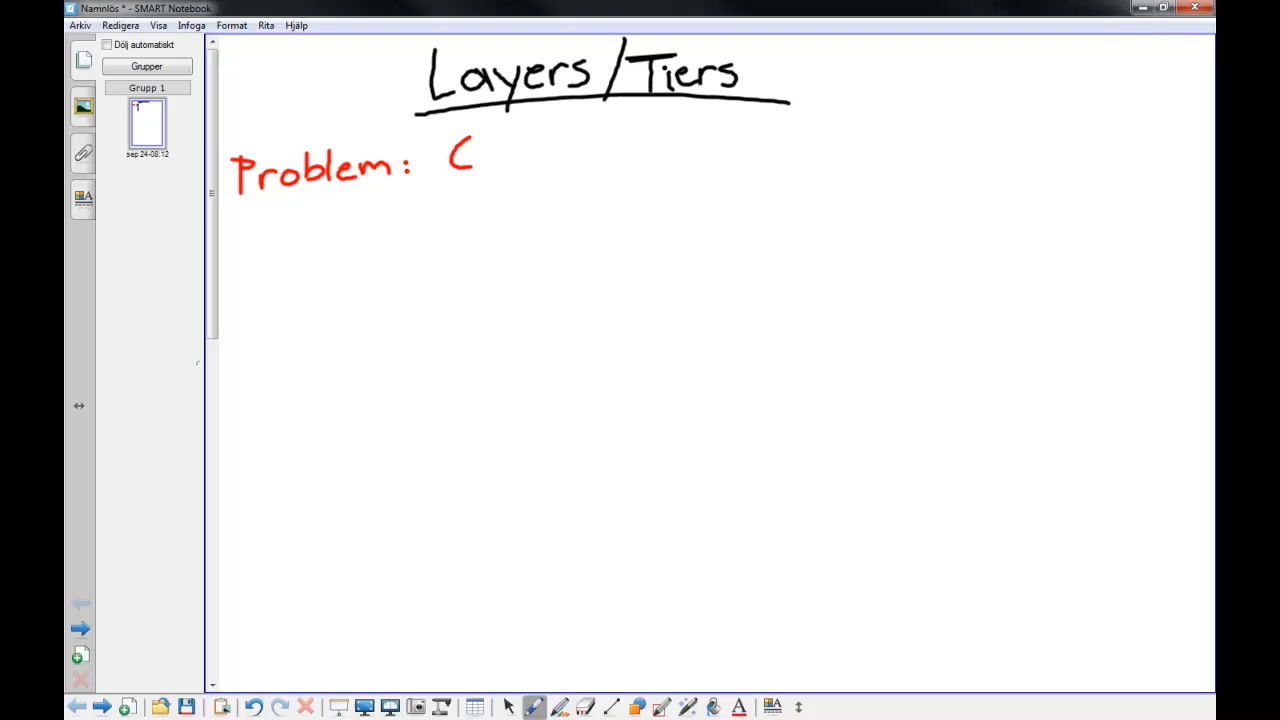 Namnlös * - SMART Notebook
Arkiv Redigera Visa Infoga Format Rita Hjälp
Dölj automatiskt
Grupper
Grupp 1
sep 24-08:12
Layers/Tiers
Problem: C